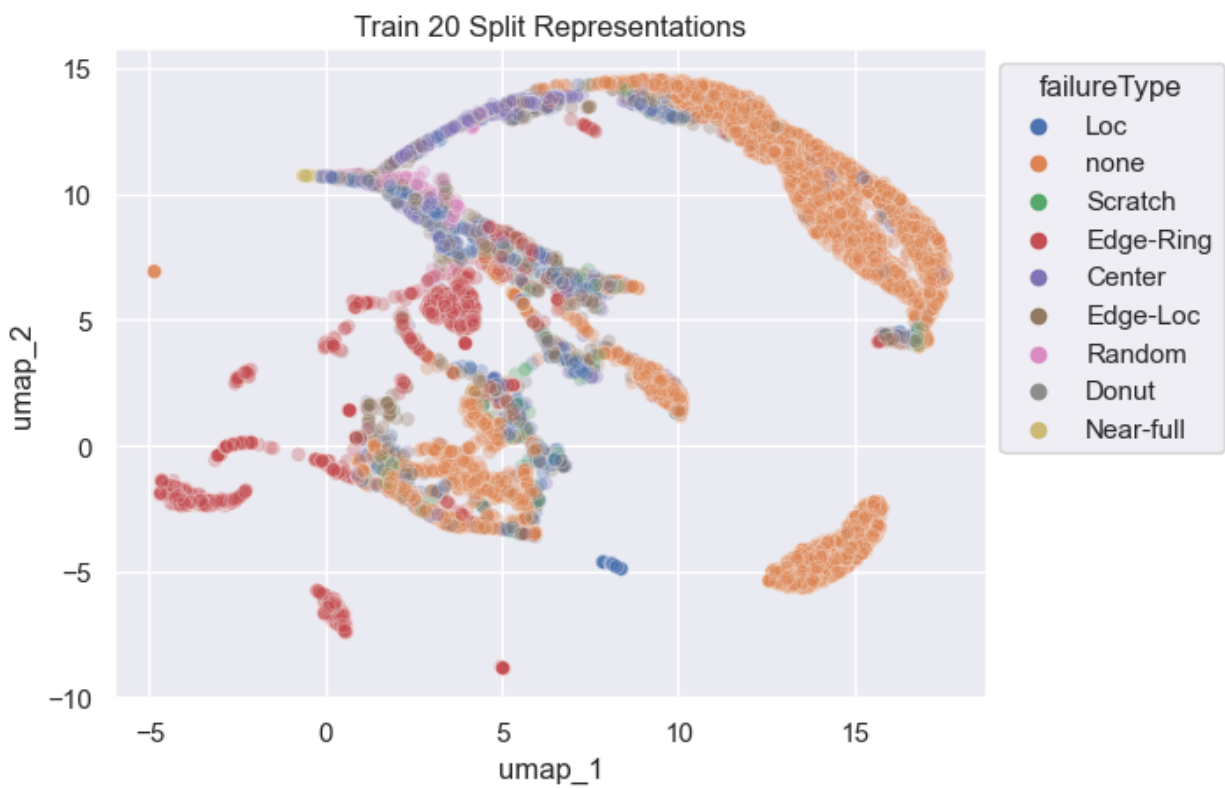 Train 20 Split Representations
15
10
5
0
−5
−10
umap_2
−5
0
5
10
15
umap_1
failureType
Loc
none
Scratch
Edge-Ring
Center
Edge-Loc
Random
Donut
Near-full